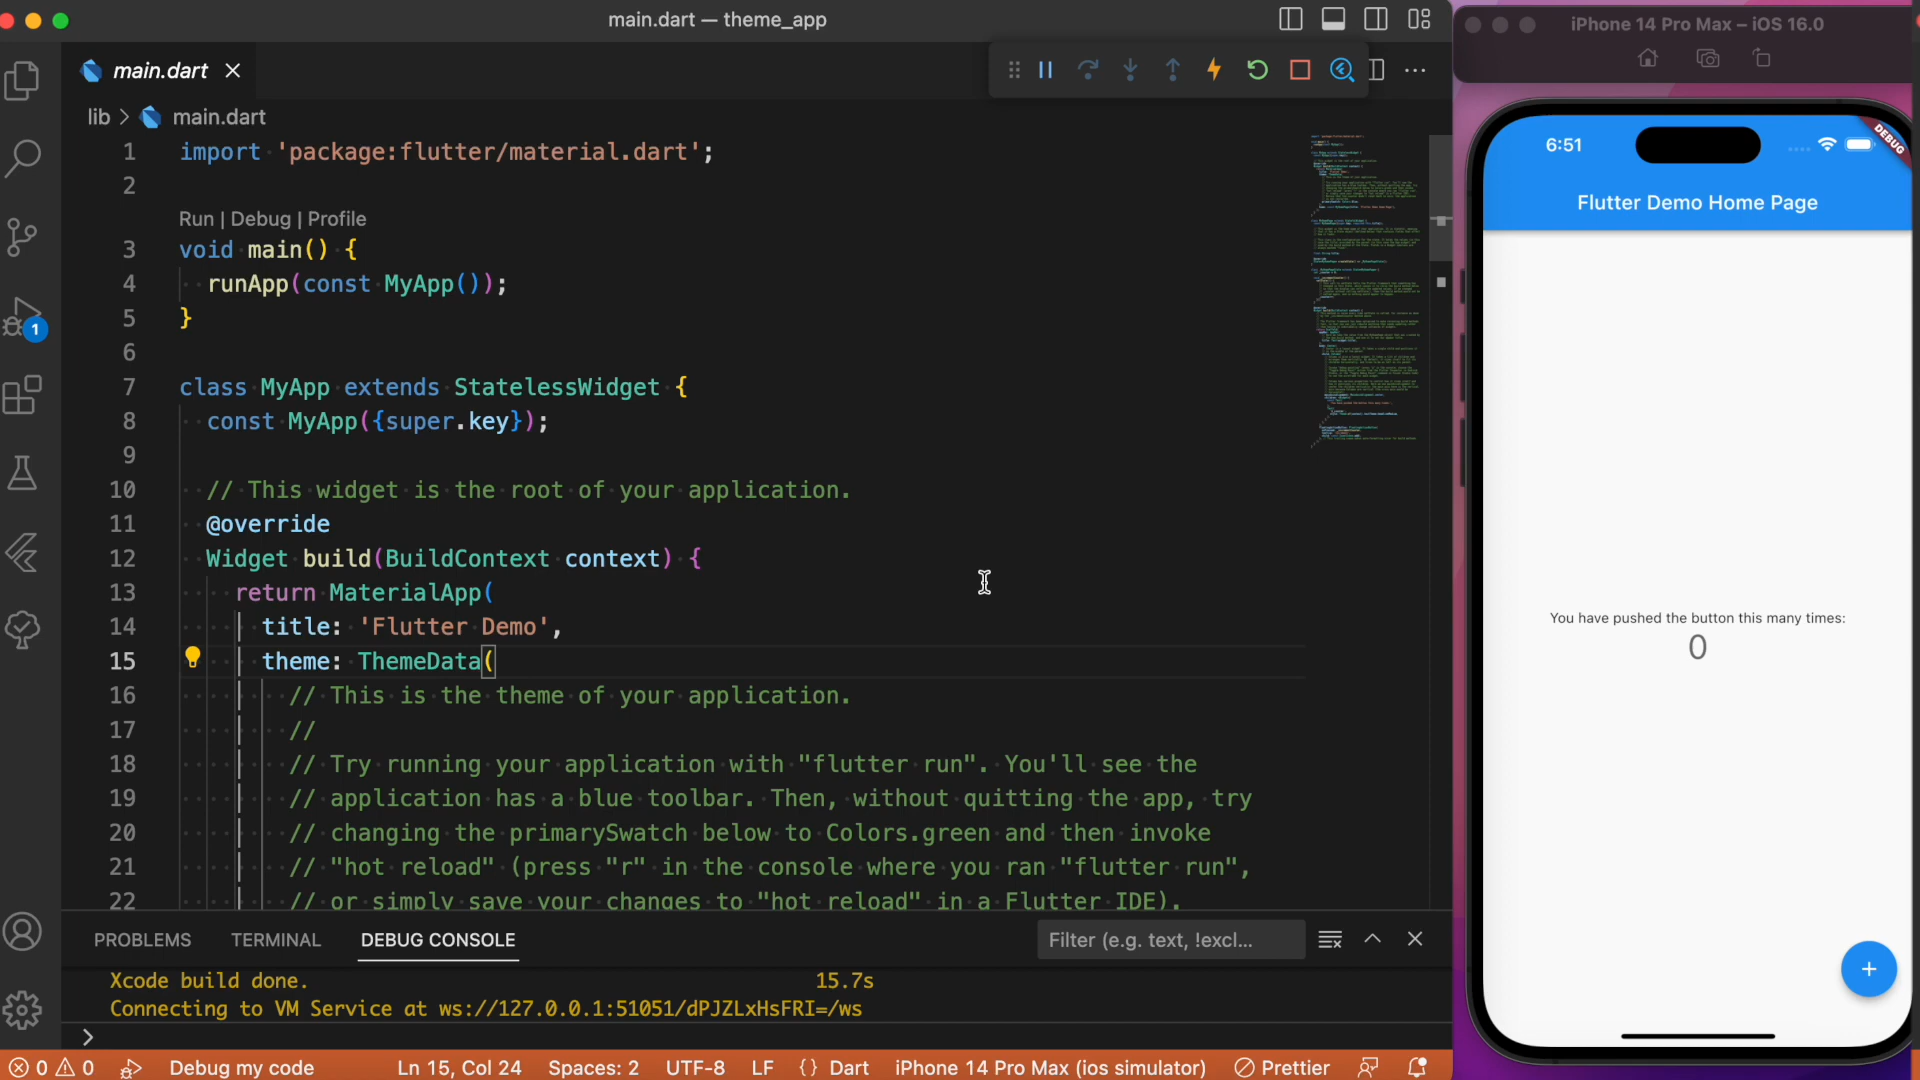 main.dart — theme_app
main.dart
lib > main.dart
1 import 'package:flutter/material.dart';
2
Run | Debug | Profile
3 void main() {
4 runApp(const MyApp());
5 }
6
7 class MyApp extends StatelessWidget {
8 const MyApp({super.key});
9
10 // This widget is the root of your application.
11 @override
12 Widget build(BuildContext context) {
13 return MaterialApp(
14 title: 'Flutter Demo',
15 theme: ThemeData(
16 // This is the theme of your application.
17 //
18 // Try running your application with "flutter run". You'll see the
19 // application has a blue toolbar. Then, without quitting the app, try
20 // changing the primarySwatch below to Colors.green and then invoke
21 // "hot reload" (press "r" in the console where you ran "flutter run",
22 // or simply save your changes to "hot reload" in a Flutter IDE).
1
PROBLEMS TERMINAL DEBUG CONSOLE Filter (e.g. text, !excl...
Xcode build done. 15.7s
Connecting to VM Service at ws://127.0.0.1:51051/dPJZLxHsFRI=/ws
>
0 0 Debug my code Ln 15, Col 24 Spaces: 2 UTF-8 LF {} Dart iPhone 14 Pro Max (ios simulator) Prettier
iPhone 14 Pro Max – iOS 16.0
6:51
DEBUG
Flutter Demo Home Page
You have pushed the button this many times:
0
+